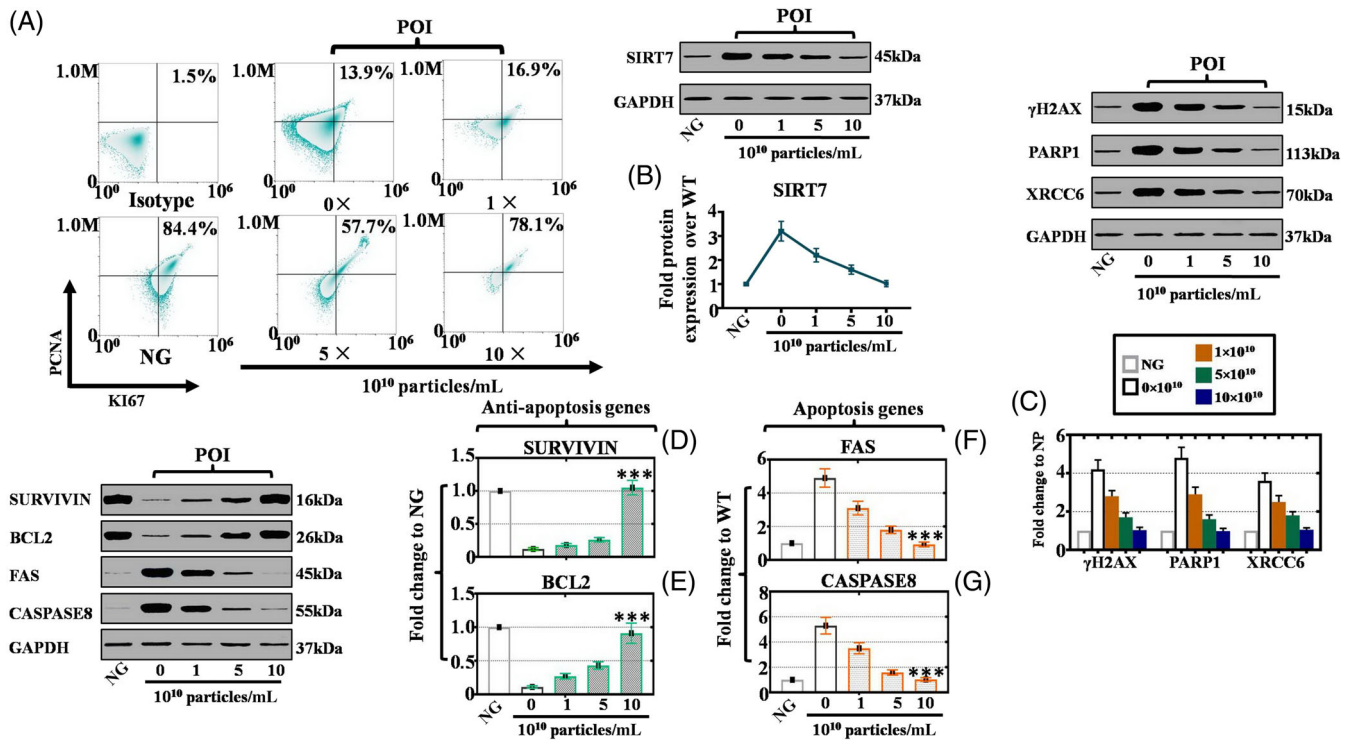 (A)
POI
1.0M
1.5%
0
10⁰
10⁶
Isotype
1.0M
13.9%
0
10⁰
10⁶
0×
1.0M
16.9%
0
10⁰
10⁶
1×
1.0M
84.4%
0
10⁰
10⁶
NG
1.0M
57.7%
0
10⁰
10⁶
5×
1.0M
78.1%
0
10⁰
10⁶
10×
PCNA
KI67
10¹⁰ particles/mL
POI
SIRT7
45kDa
GAPDH
37kDa
NG 0 1 5 10
10¹⁰ particles/mL
(B)
SIRT7
Fold protein
expression over WT
4
3
2
1
NG 0 1 5 10
10¹⁰ particles/mL
POI
γH2AX
15kDa
PARP1
113kDa
XRCC6
70kDa
GAPDH
37kDa
NG 0 1 5 10
10¹⁰ particles/mL
NG
0×10¹⁰
1×10¹⁰
5×10¹⁰
10×10¹⁰
(C)
Fold change to NP
6
4
2
0
γH2AX PARP1 XRCC6
POI
SURVIVIN
16kDa
BCL2
26kDa
FAS
45kDa
CASPASE8
55kDa
GAPDH
37kDa
NG 0 1 5 10
10¹⁰ particles/mL
Anti-apoptosis genes
(D)
SURVIVIN
1.5
1.0
0.5
0
***
Fold change to NG
(E)
BCL2
1.5
1.0
0.5
0
***
NG 0 1 5 10
10¹⁰ particles/mL
Apoptosis genes
(F)
FAS
6
4
2
0
***
Fold change to WT
(G)
CASPASE8
8
6
4
2
0
***
NG 0 1 5 10
10¹⁰ particles/mL